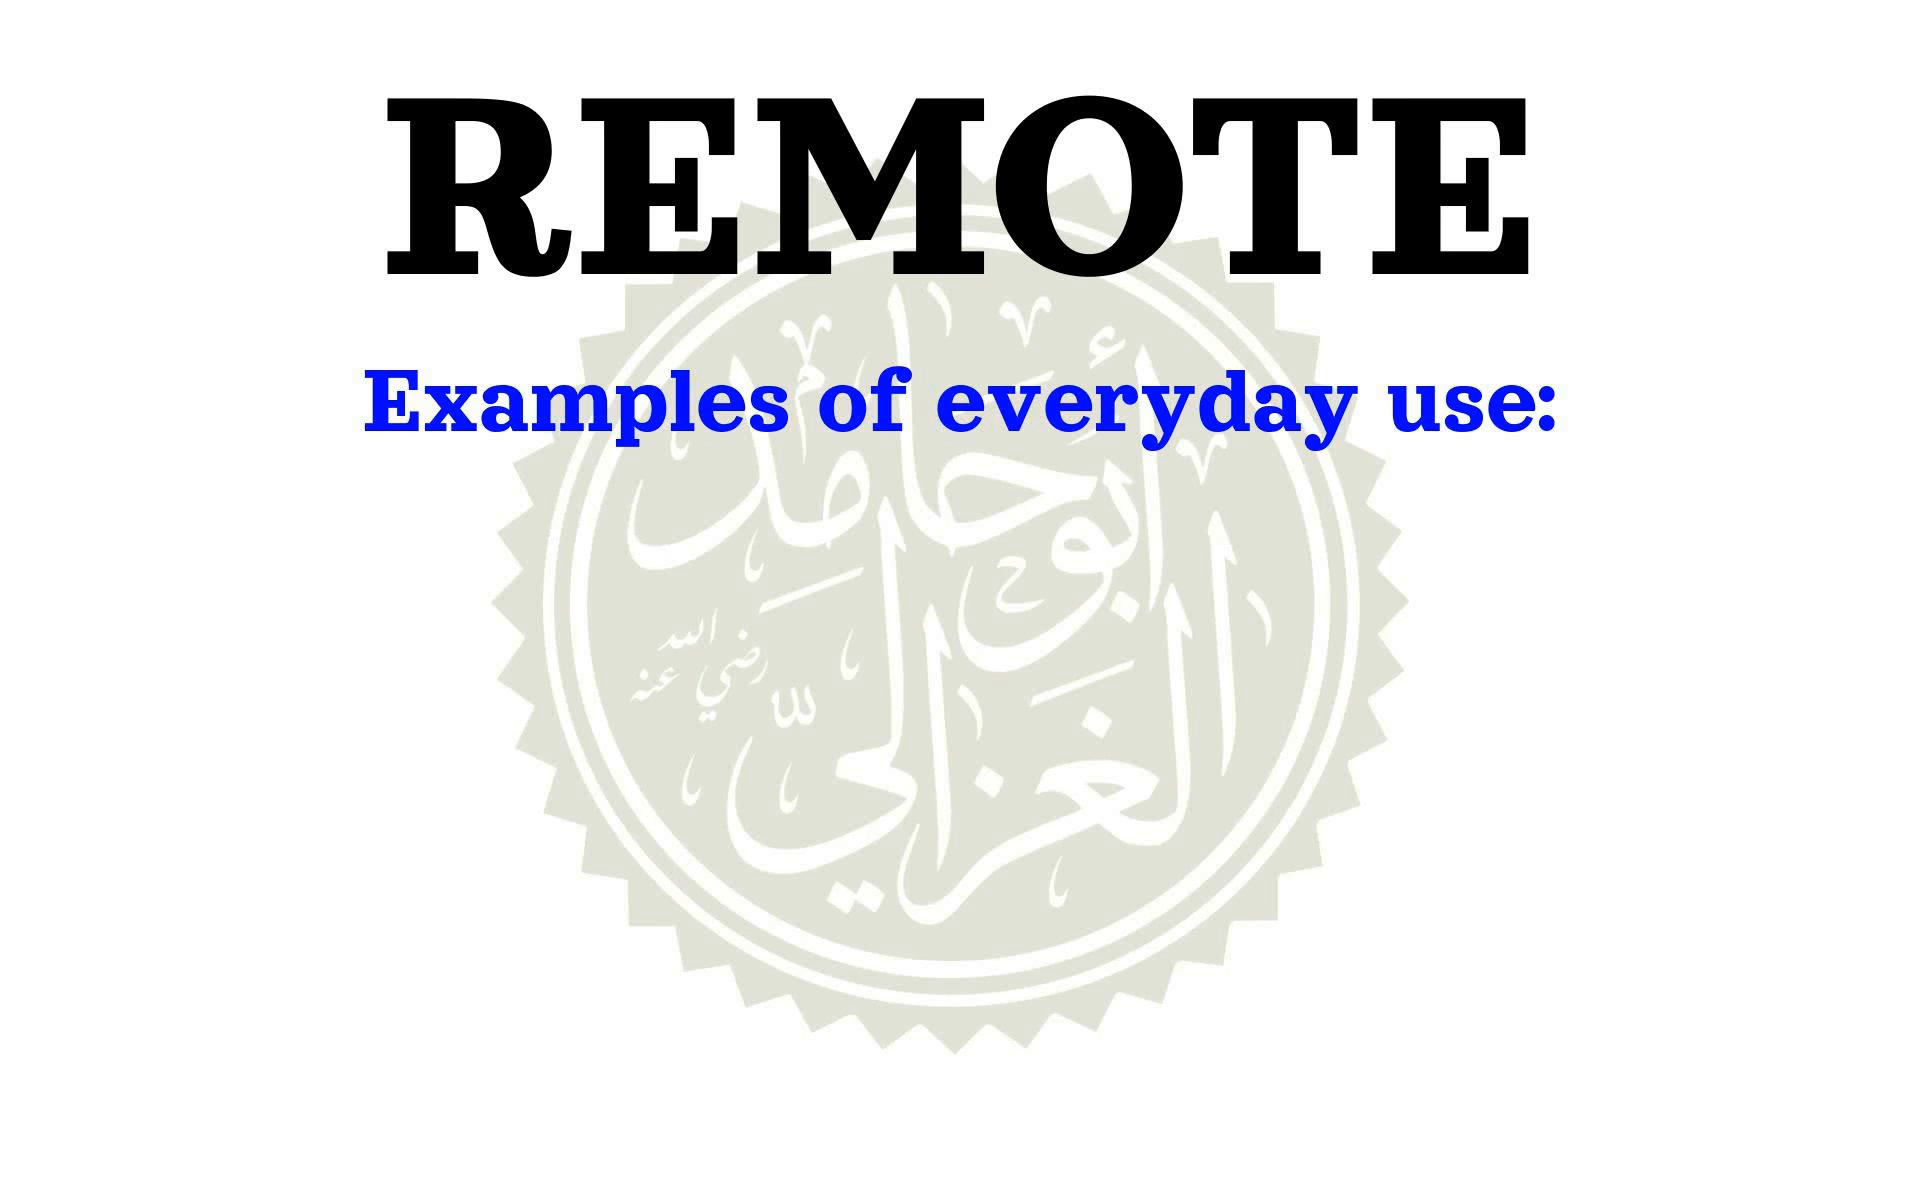 REMOTE
Examples of everyday use:
أبو حامد
الغزالي
رضي الله عنه